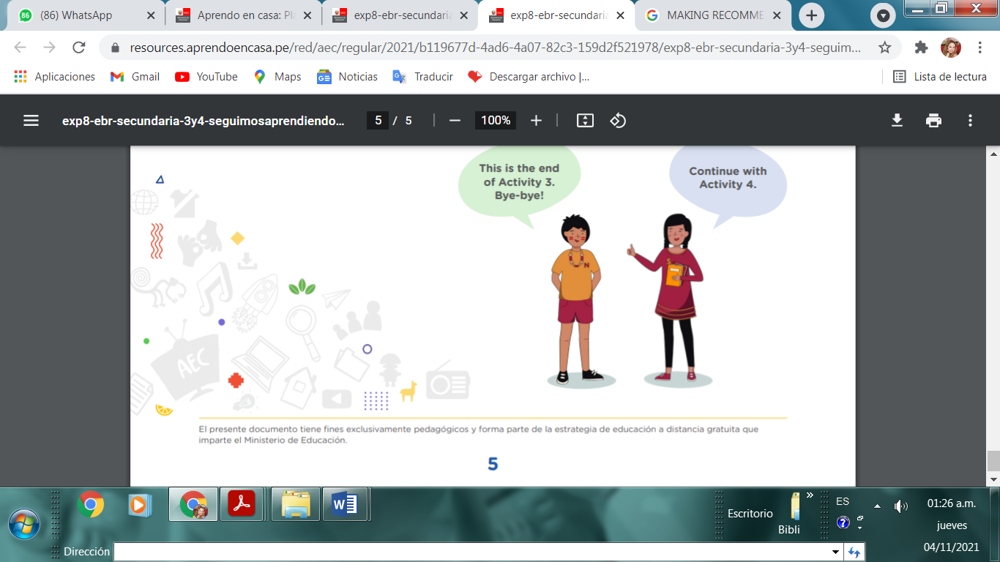 86
(86) WhatsApp
Aprendo en casa: Pla
exp8-ebr-secundaria
exp8-ebr-secundaria
MAKING RECOMME
resources.aprendoencasa.pe/red/aec/regular/2021/b119677d-4ad6-4a07-82c3-159d2f521978/exp8-ebr-secundaria-3y4-seguim...
Aplicaciones
Gmail
YouTube
Maps
Noticias
Traducir
Descargar archivo |...
Lista de lectura
exp8-ebr-secundaria-3y4-seguimosaprendiendo...
5 / 5
100%
This is the end
of Activity 3.
Bye-bye!
Continue with
Activity 4.
N
S
AEC
El presente documento tiene fines exclusivamente pedagógicos y forma parte de la estrategia de educación a distancia gratuita que
imparte el Ministerio de Educación.
5
Escritorio
Bibli
ES
01:26 a.m.
jueves
04/11/2021
Dirección